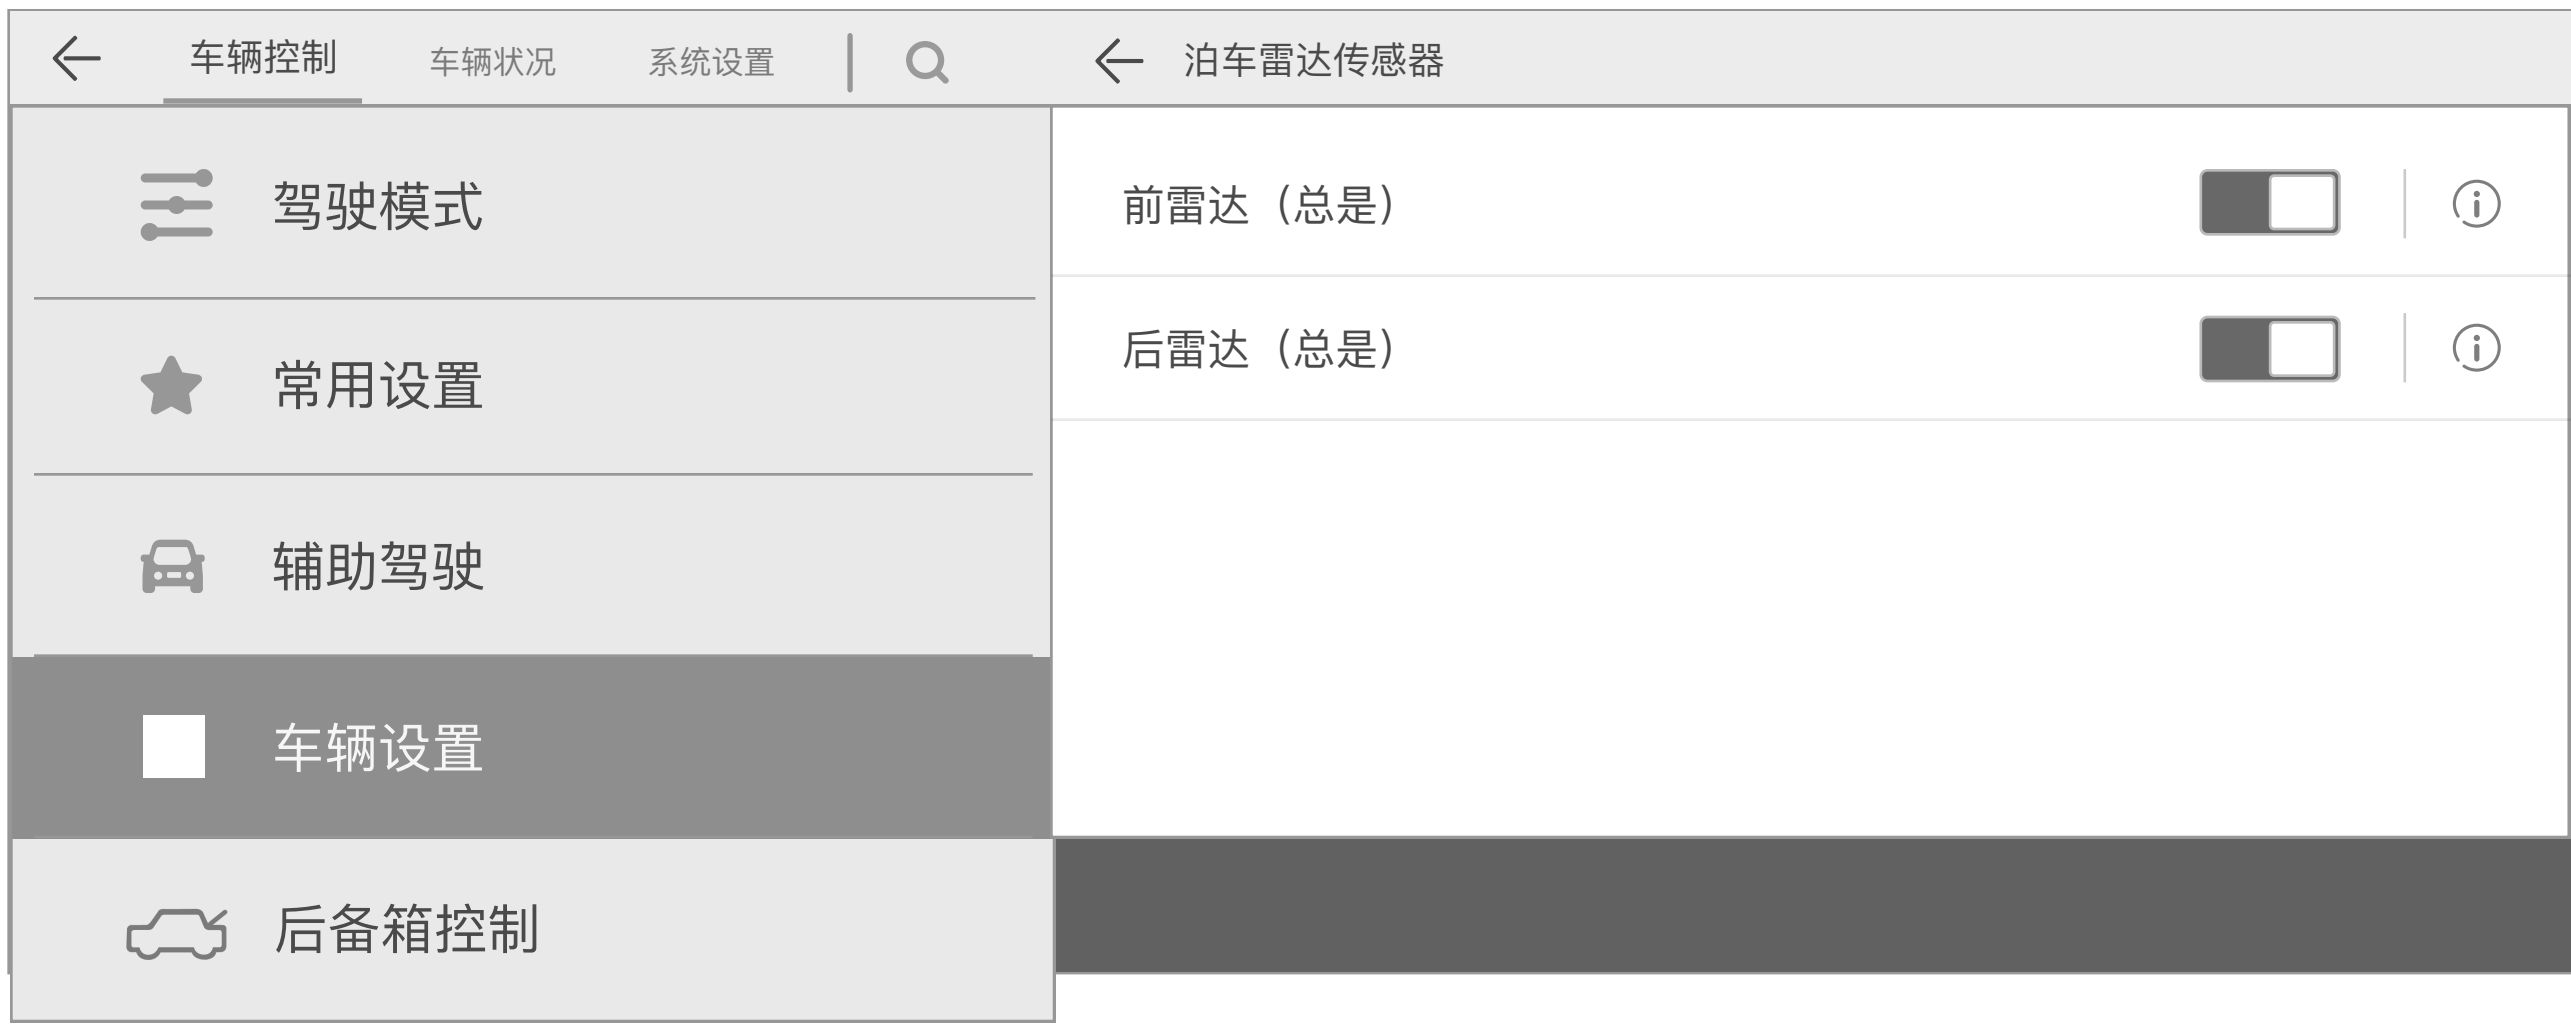 车辆控制
车辆状况
系统设置
泊车雷达传感器
驾驶模式
常用设置
辅助驾驶
车辆设置
后备箱控制
前雷达（总是）
后雷达（总是）